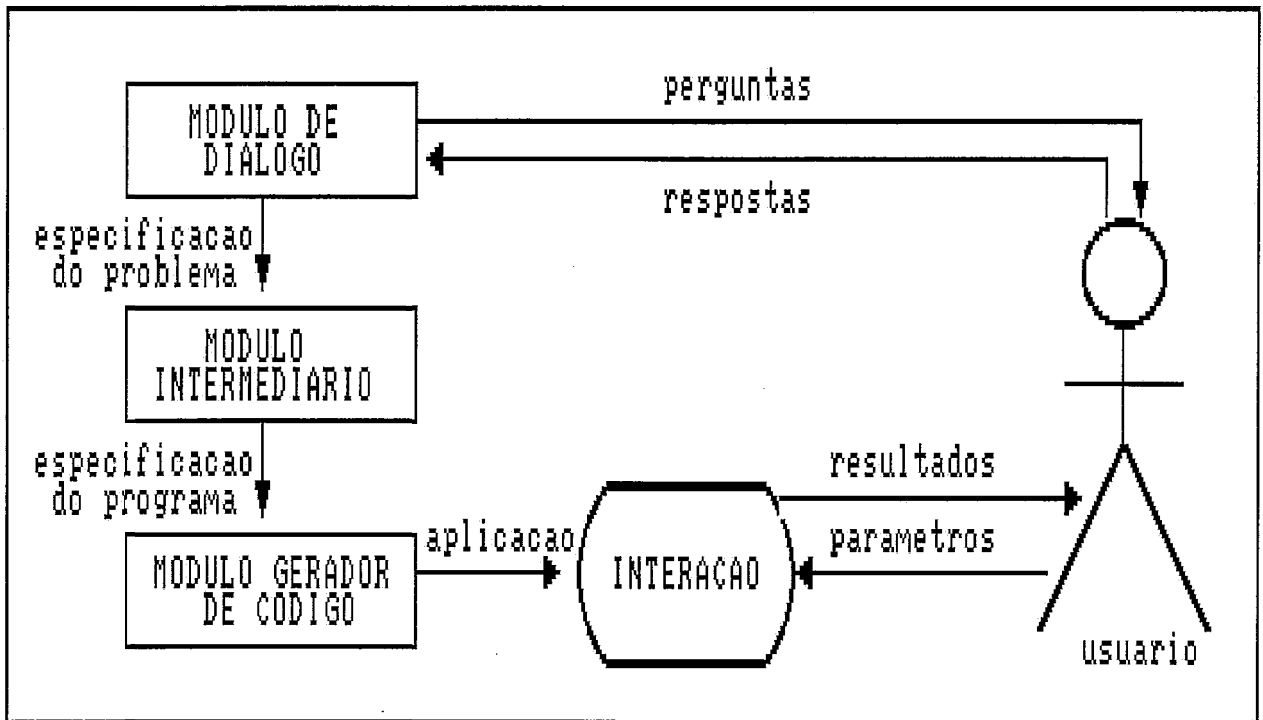 perguntas
MODULO DE
DIALOGO
respostas
especificacao
do problema
MODULO
INTERMEDIARIO
especificacao
do programa
resultados
aplicacao
parametros
MODULO GERADOR
DE CODIGO
INTERACAO
usuario